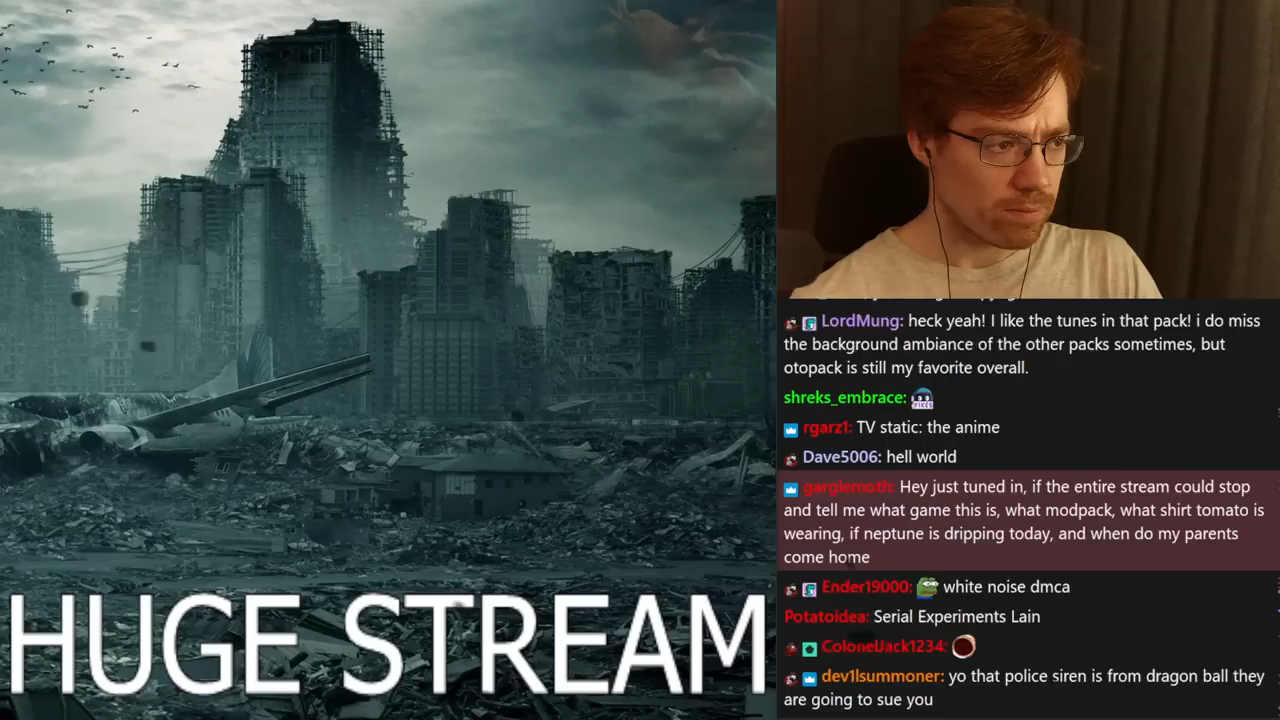 LordMung: heck yeah! I like the tunes in that pack! i do miss
the background ambiance of the other packs sometimes, but
otopack is still my favorite overall.
shreks_embrace:
rgarz1: TV static: the anime
Dave5006: hell world
garglemoth: Hey just tuned in, if the entire stream could stop
and tell me what game this is, what modpack, what shirt tomato is
wearing, if neptune is dripping today, and when do my parents
come home
Ender19000: white noise dmca
Potatoidea: Serial Experiments Lain
ColonelJack1234:
dev1lsummoner: yo that police siren is from dragon ball they
are going to sue you
HUGE STREAM